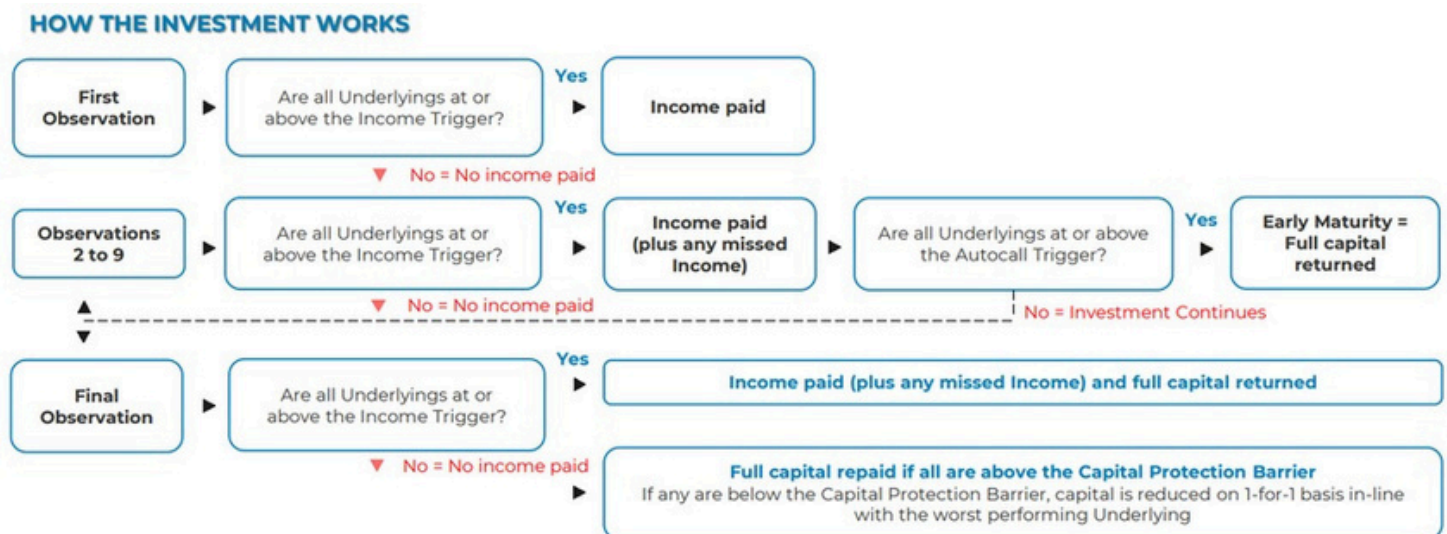 HOW THE INVESTMENT WORKS
First
Observation
Are all Underlyings at or
above the Income Trigger?
Yes
Income paid
No = No income paid
Observations
2 to 9
Are all Underlyings at or
above the Income Trigger?
Yes
Income paid
(plus any missed
Income)
Are all Underlyings at or above
the Autocall Trigger?
Yes
Early Maturity =
Full capital
returned
No = No income paid
No = Investment Continues
Final
Observation
Are all Underlyings at or
above the Income Trigger?
Yes
Income paid (plus any missed Income) and full capital returned
No = No income paid
Full capital repaid if all are above the Capital Protection Barrier
If any are below the Capital Protection Barrier, capital is reduced on 1-for-1 basis in-line
with the worst performing Underlying